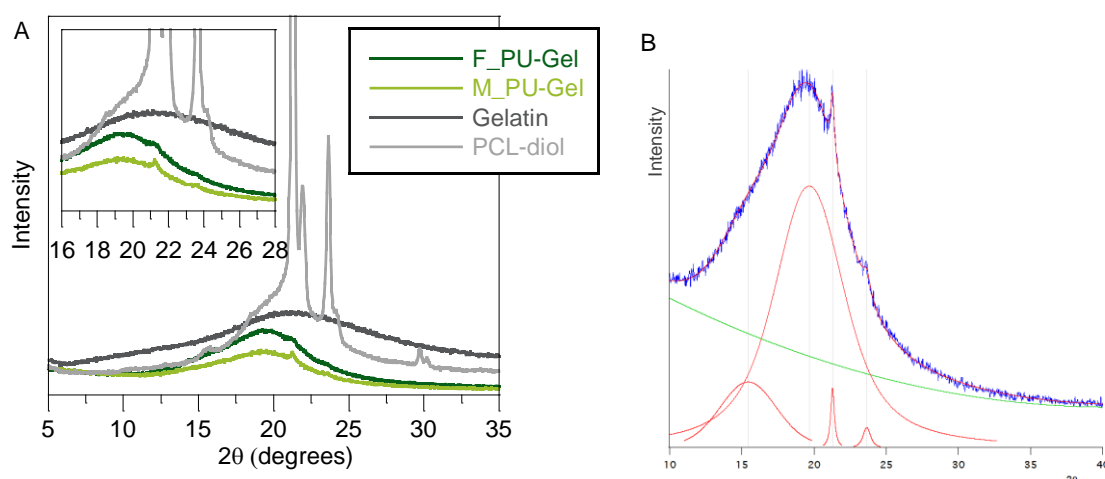 A
F_PU-Gel
M_PU-Gel
Gelatin
PCL-diol
Intensity
16 18 20 22 24 26 28
5 10 15 20 25 30 35
2θ (degrees)
B
Intensity
10 15 20 25 30 35 40